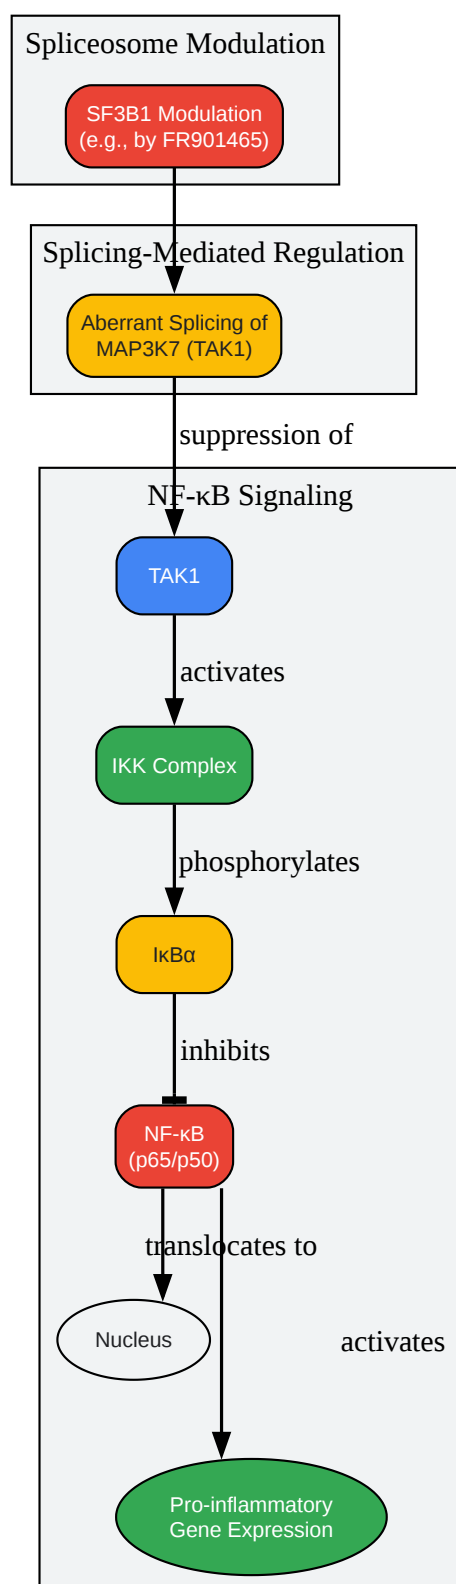 Spliceosome Modulation
SF3B1 Modulation
(e.g., by FR901465)
Splicing-Mediated Regulation
Aberrant Splicing of
MAP3K7 (TAK1)
suppression of
NF-κB Signaling
TAK1
activates
IKK Complex
phosphorylates
IκBα
inhibits
NF-κB
(p65/p50)
translocates to
Nucleus
activates
Pro-inflammatory
Gene Expression